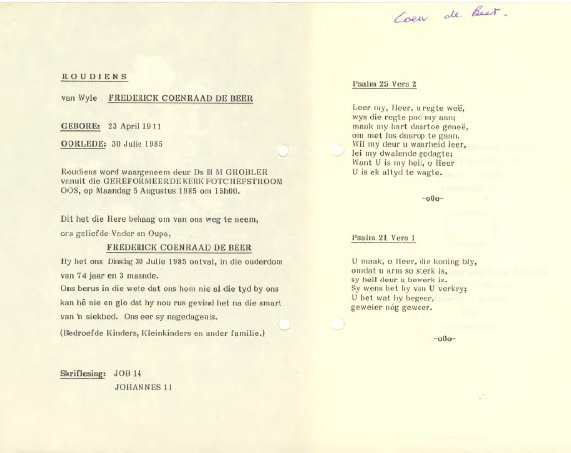 Coen de Beer.
ROUDIENS
van Wyle FREDERICK COENRAAD DE BEER
GEBORE: 23 April 1911
OORLEDE: 30 Julie 1985
Roudiens word waargeneem deur Ds H M GROBLER
vanuit die GEREFORMEERDE KERK POTCHEFSTROOM
OOS, op Maandag 5 Augustus 1985 om 15h00.
Dit het die Here behaag om van ons weg te neem,
ons geliefde Vader en Oupa,
FREDERICK COENRAAD DE BEER
Hy het ons Dinsdag 30 Julie 1985 ontval, in die ouderdom
van 74 jaar en 3 maande.
Ons berus in die wete dat ons hom nie al die tyd by ons
kan hê nie en glo dat hy nou rus gevind het na die smart
van 'n siekbed. Ons eer sy nagedagenis.
(Bedroefde Kinders, Kleinkinders en ander familie.)
Skriflesing: JOB 14
JOHANNES 11
Psalm 25 Vers 2
Leer my, Heer, u regte weë,
wys die regte pad my aan;
maak my hart daartoe geneë,
om met lus daarop te gaan.
Wil my deur u waarheid leer,
lei my dwalende gedagte;
Want U is my heil, o Heer
U is ek altyd te wagte.
-o0o-
Psalm 21 Vers 1
U maak, o Heer, die koning bly,
omdat u arm so sterk is,
sy heil deur u bewerk is.
Sy wens het hy van U verkry;
U het wat hy begeer,
geweier nóg geweer.
-o0o-